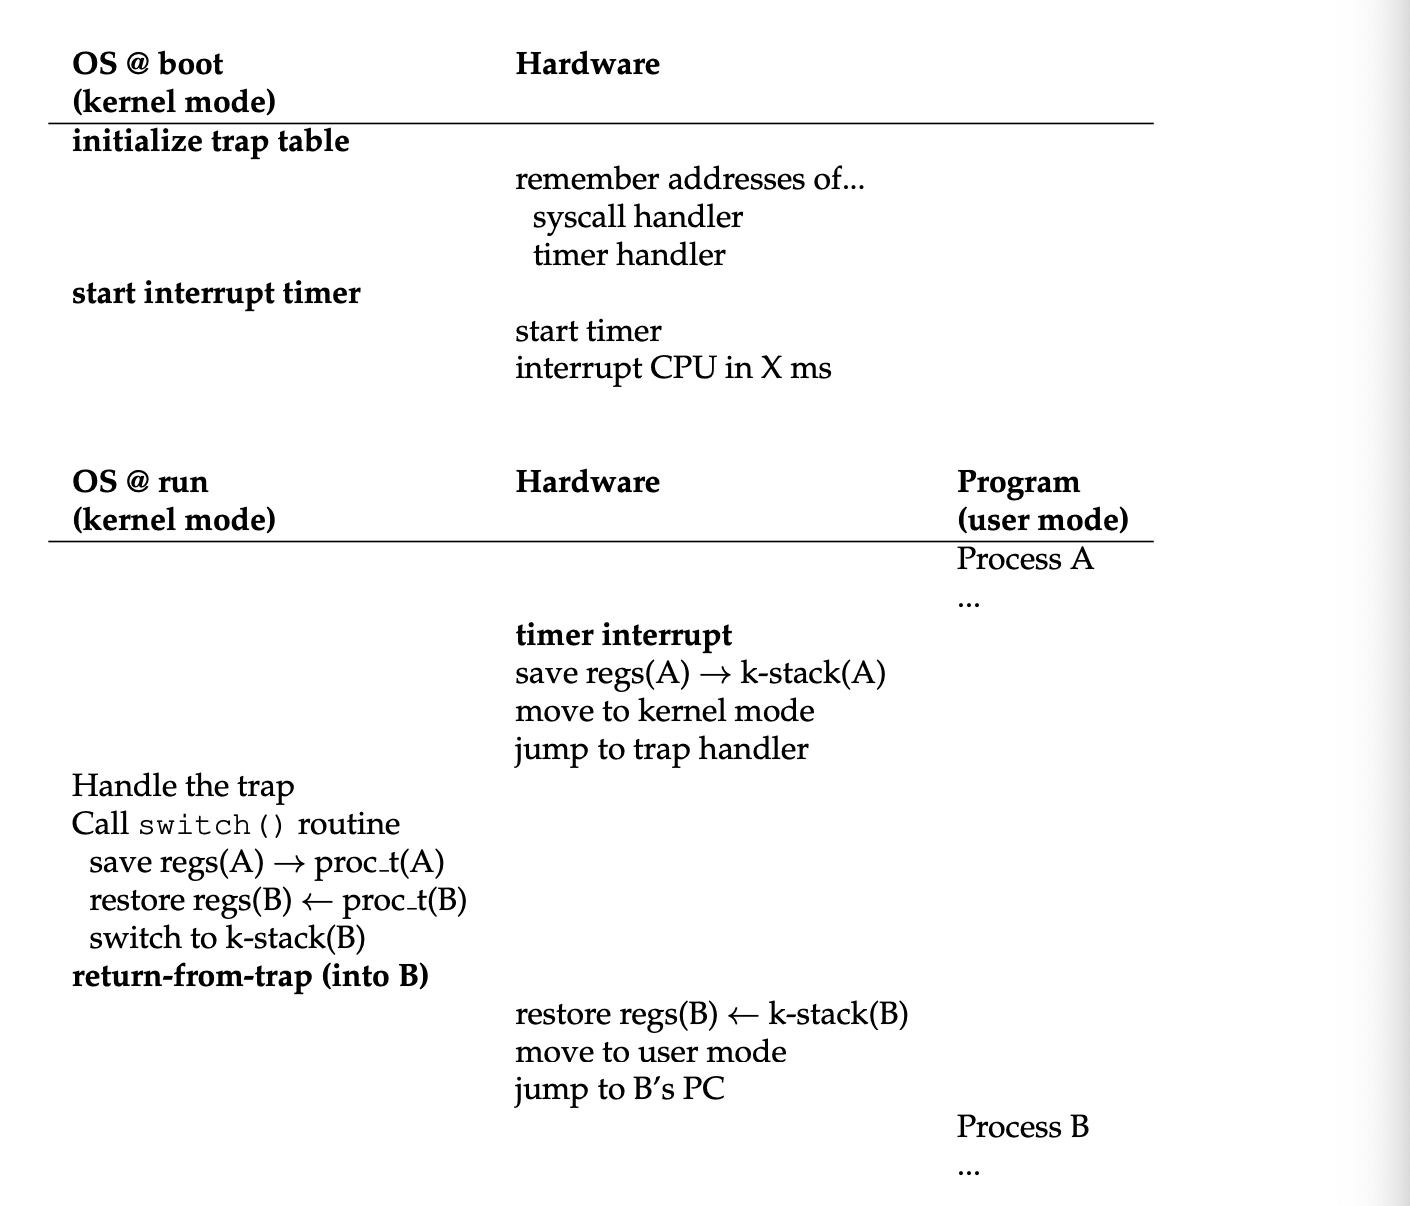 OS @ boot Hardware
(kernel mode)
initialize trap table
remember addresses of...
syscall handler
timer handler
start interrupt timer
start timer
interrupt CPU in X ms
OS @ run Hardware Program
(kernel mode) (user mode)
Process A
...
timer interrupt
save regs(A) → k-stack(A)
move to kernel mode
jump to trap handler
Handle the trap
Call switch() routine
save regs(A) → proc_t(A)
restore regs(B) ← proc_t(B)
switch to k-stack(B)
return-from-trap (into B)
restore regs(B) ← k-stack(B)
move to user mode
jump to B’s PC
Process B
...